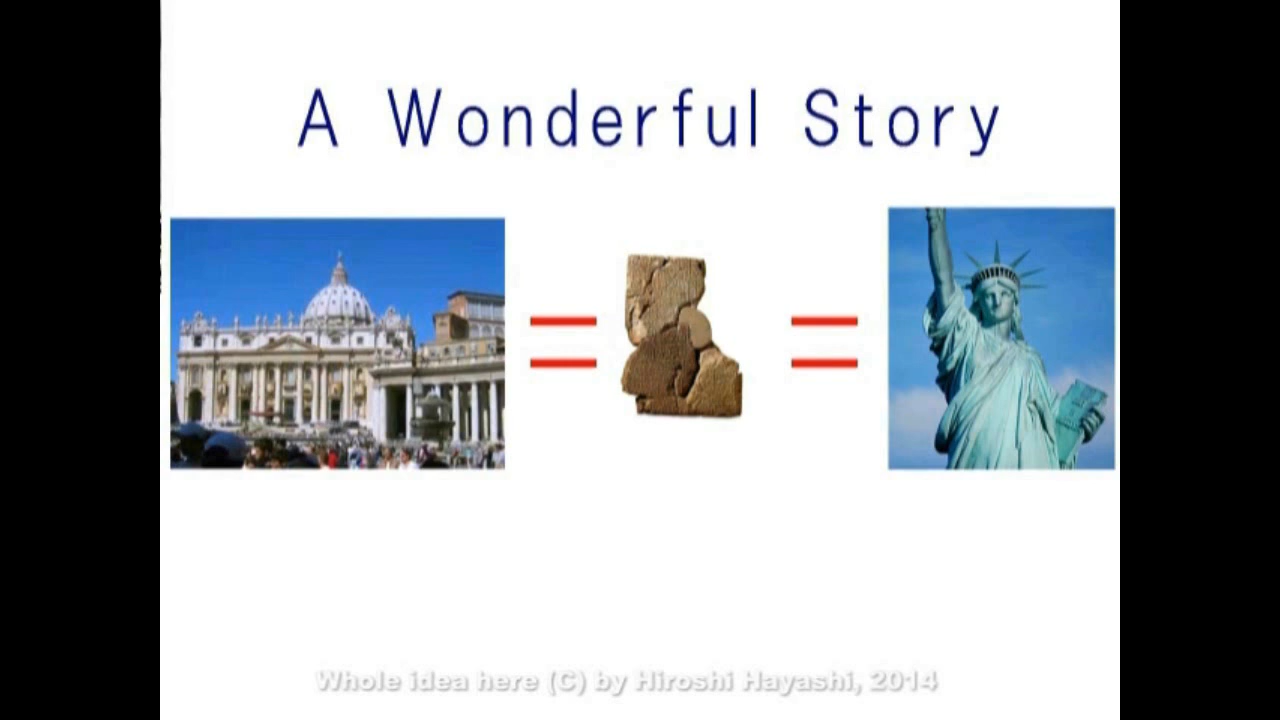 A Wonderful Story
Whole idea here (C) by Hiroshi Hayashi, 2014